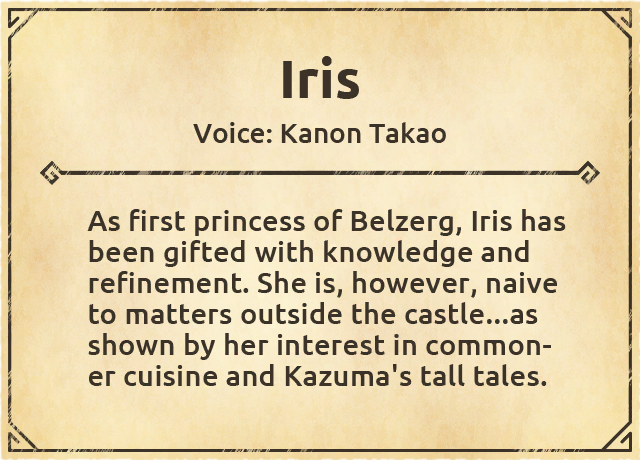 Iris
Voice: Kanon Takao
As first princess of Belzerg, Iris has
been gifted with knowledge and
refinement. She is, however, naive
to matters outside the castle...as
shown by her interest in common-
er cuisine and Kazuma's tall tales.